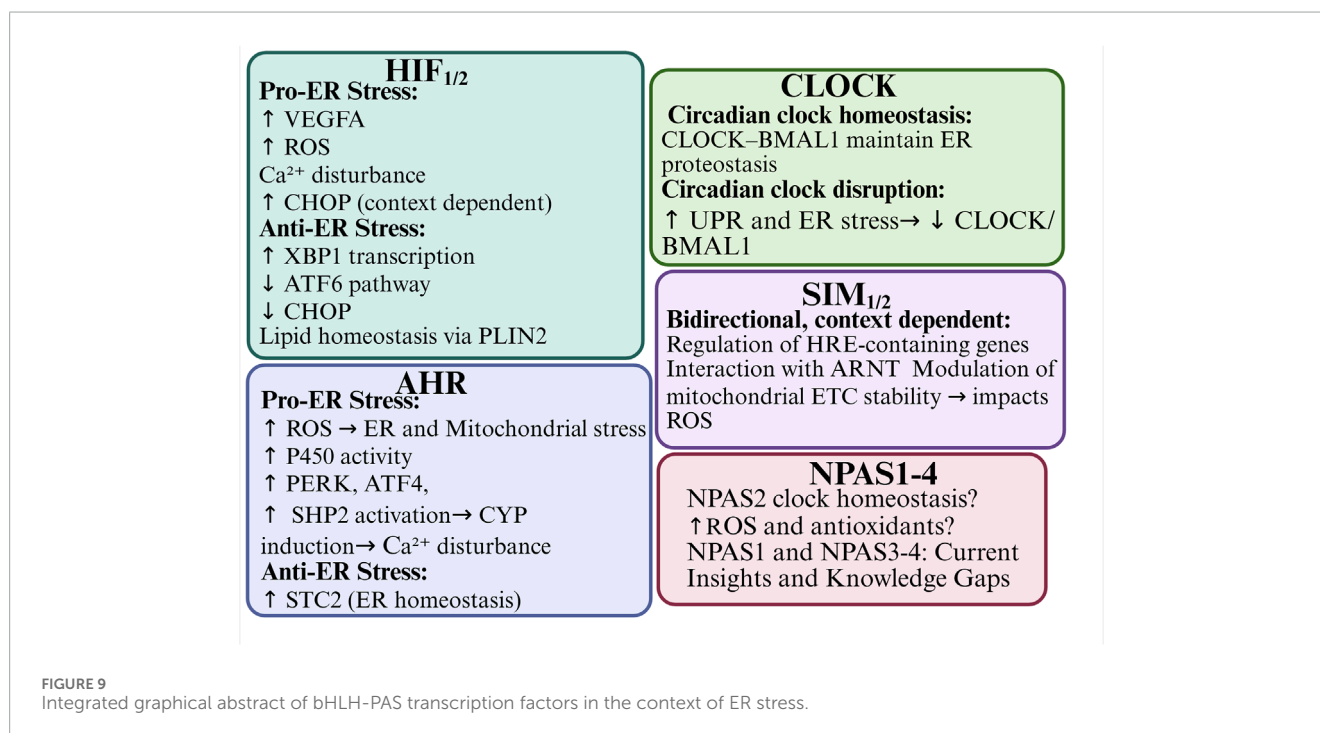 HIF1/2
Pro-ER Stress:
↑ VEGFA
↑ ROS
Ca²⁺ disturbance
↑ CHOP (context dependent)
Anti-ER Stress:
↑ XBP1 transcription
↓ ATF6 pathway
↓ CHOP
Lipid homeostasis via PLIN2
AHR
Pro-ER Stress:
↑ ROS → ER and Mitochondrial stress
↑ P450 activity
↑ PERK, ATF4,
↑ SHP2 activation→ CYP
induction→ Ca²⁺ disturbance
Anti-ER Stress:
↑ STC2 (ER homeostasis)
CLOCK
Circadian clock homeostasis:
CLOCK–BMAL1 maintain ER
proteostasis
Circadian clock disruption:
↑ UPR and ER stress→ ↓ CLOCK/
BMAL1
SIM1/2
Bidirectional, context dependent:
Regulation of HRE-containing genes
Interaction with ARNT Modulation of
mitochondrial ETC stability → impacts
ROS
NPAS1-4
NPAS2 clock homeostasis?
↑ROS and antioxidants?
NPAS1 and NPAS3-4: Current
Insights and Knowledge Gaps
FIGURE 9
Integrated graphical abstract of bHLH-PAS transcription factors in the context of ER stress.